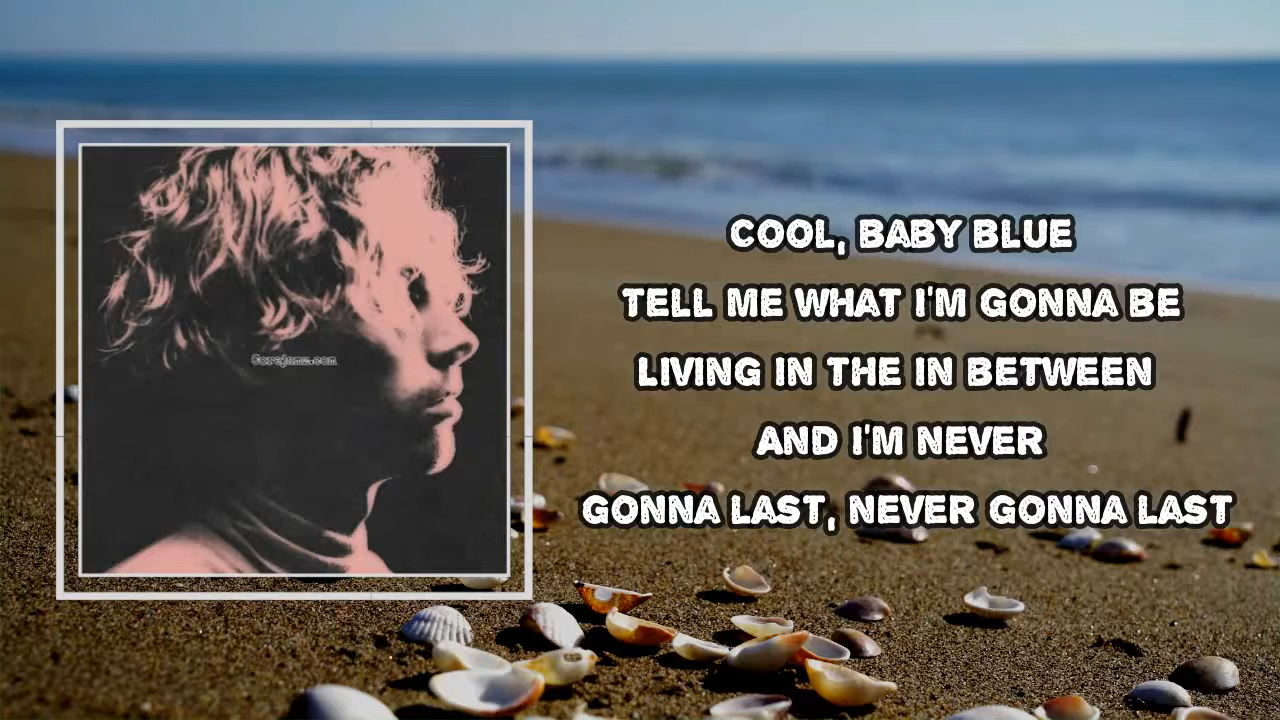 COOL, BABY BLUE
TELL ME WHAT I'M GONNA BE
LIVING IN THE IN BETWEEN
AND I'M NEVER
GONNA LAST, NEVER GONNA LAST